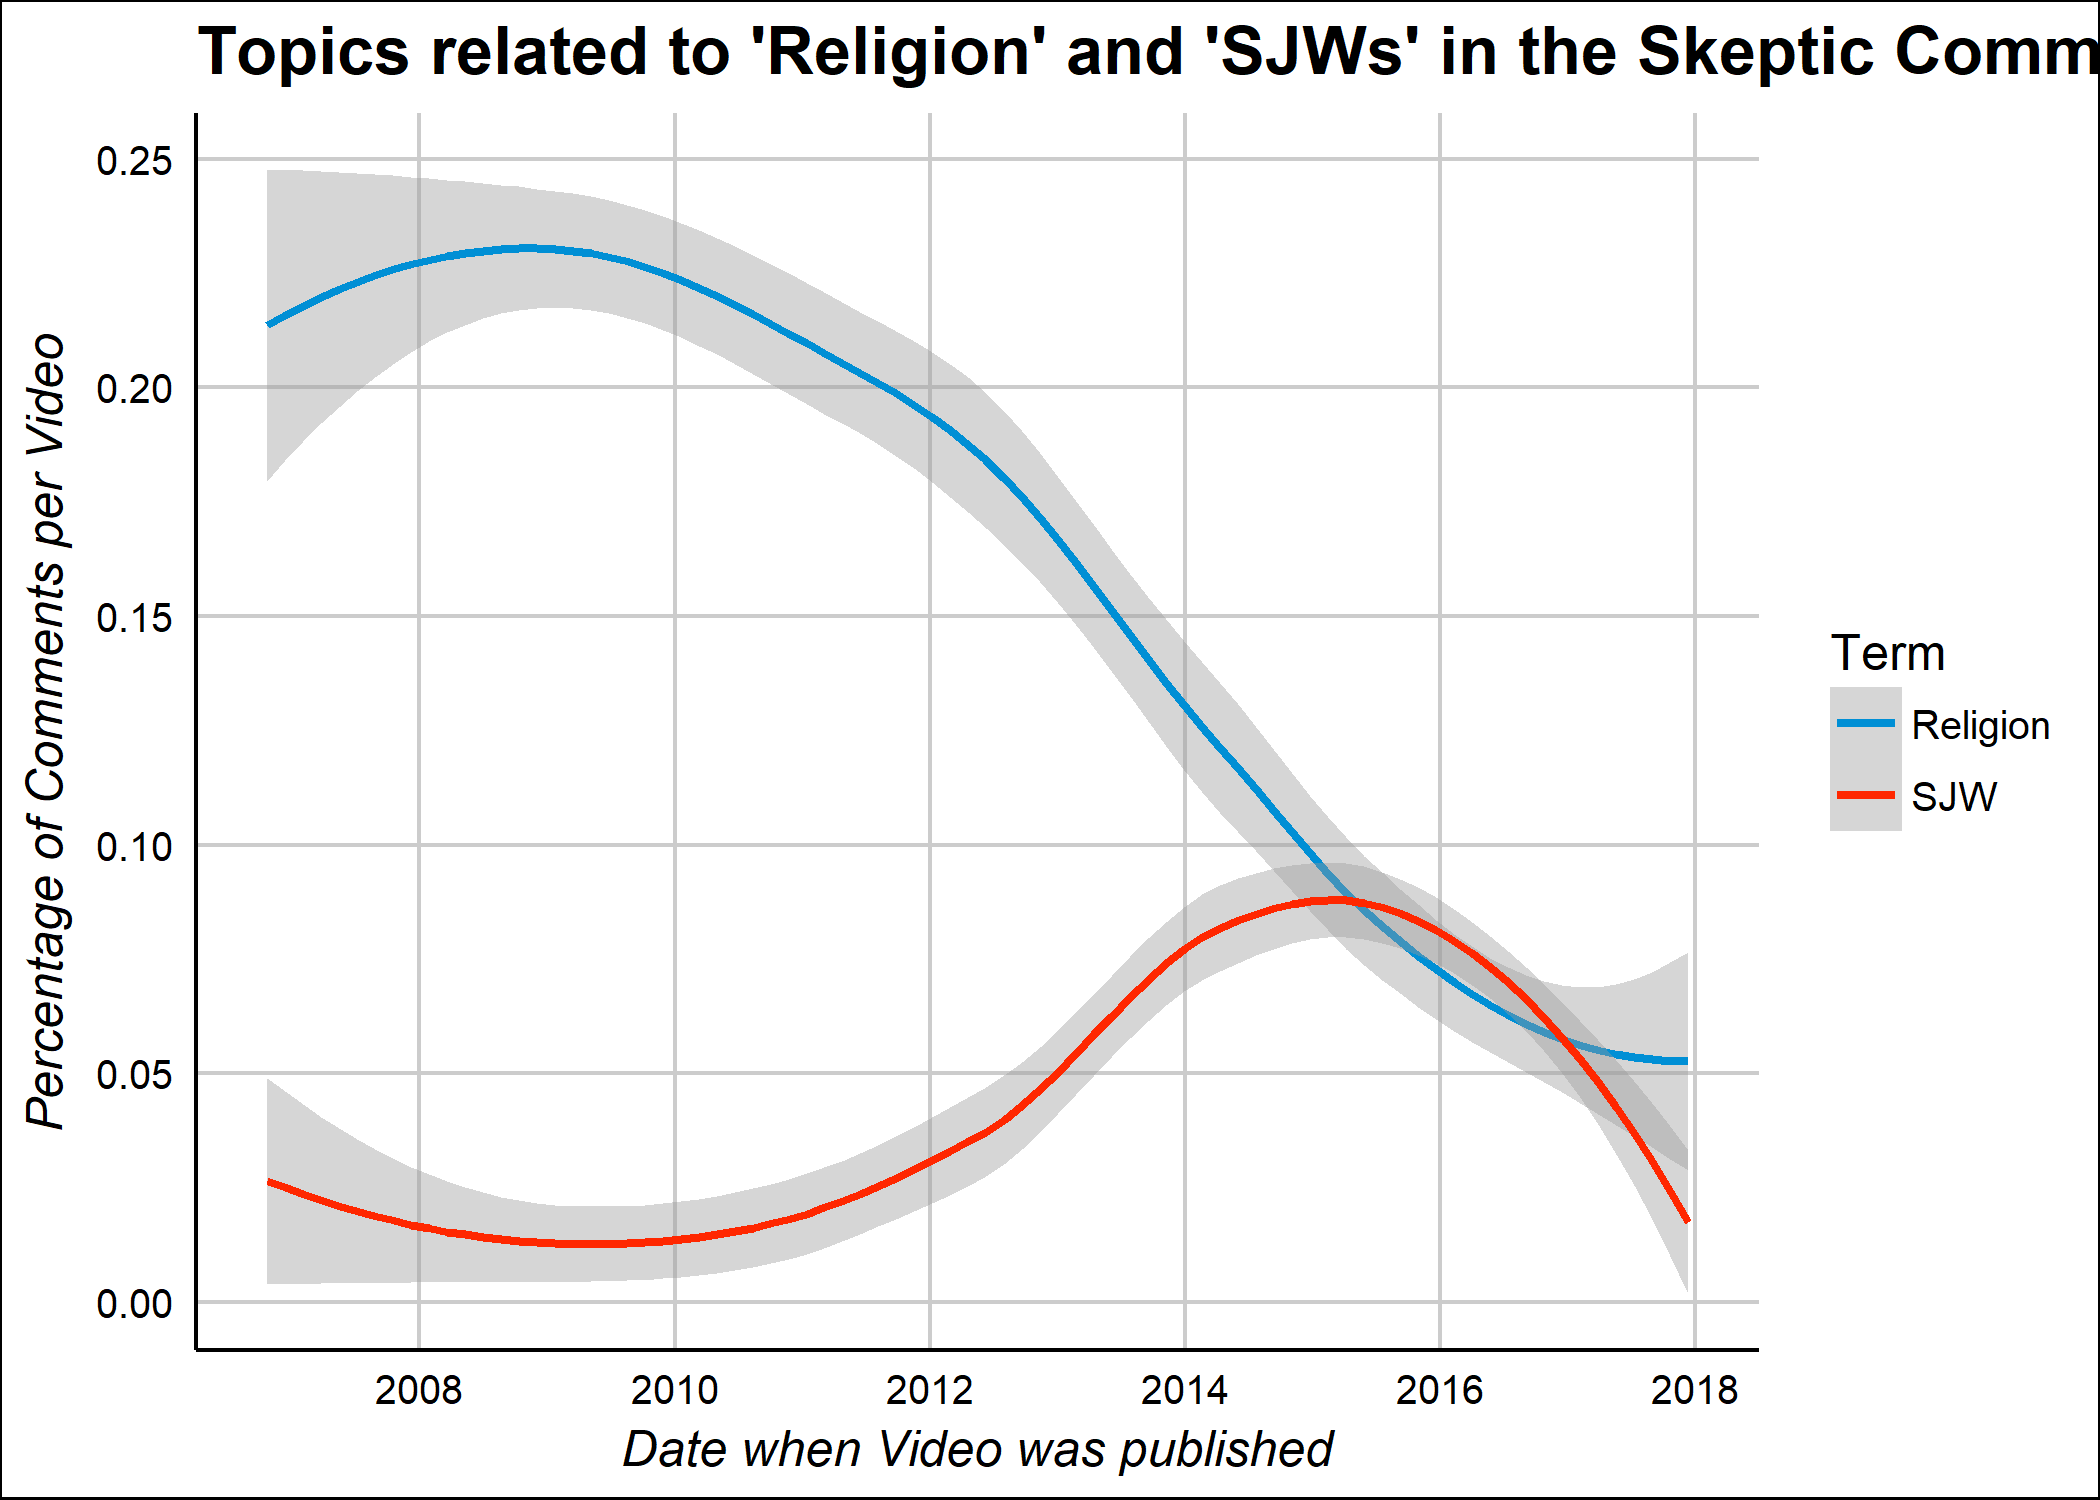 Topics related to 'Religion' and 'SJWs' in the Skeptic Comm
Percentage of Comments per Video
0.25
0.20
0.15
0.10
0.05
0.00
2008 2010 2012 2014 2016 2018
Date when Video was published
Term
Religion
SJW